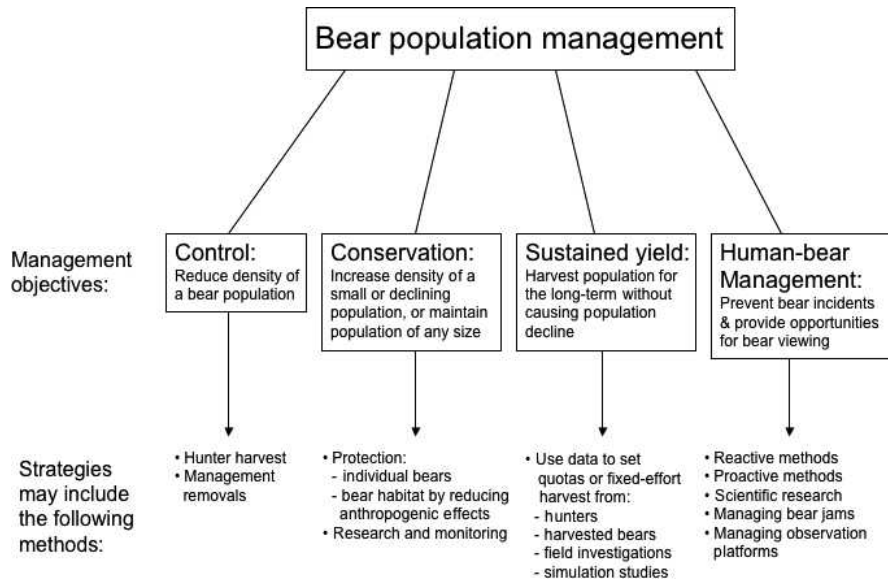 Bear population management
Management
objectives:
Control:
Reduce density of
a bear population
Conservation:
Increase density of a
small or declining
population, or maintain
population of any size
Sustained yield:
Harvest population for
the long-term without
causing population
decline
Human-bear
Management:
Prevent bear incidents
& provide opportunities
for bear viewing
Strategies
may include
the following
methods:
• Hunter harvest
• Management
removals
• Protection:
- individual bears
- bear habitat by reducing
anthropogenic effects
• Research and monitoring
• Use data to set
quotas or fixed-effort
harvest from:
- hunters
- harvested bears
- field investigations
- simulation studies
• Reactive methods
• Proactive methods
• Scientific research
• Managing bear jams
• Managing observation
platforms